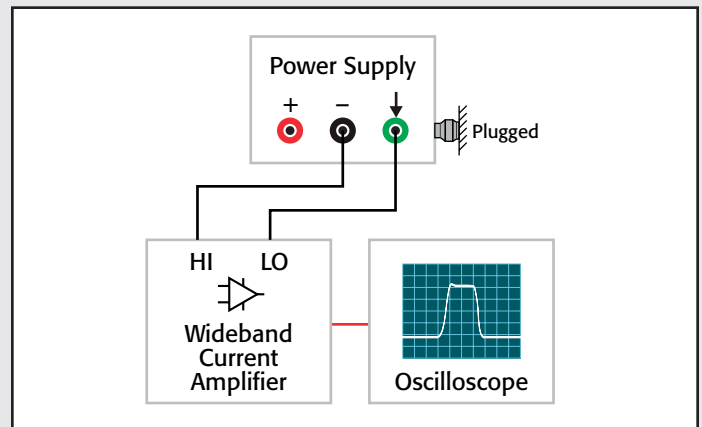 Power Supply
+ −
Plugged
HI LO
Wideband
Current
Amplifier
Oscilloscope